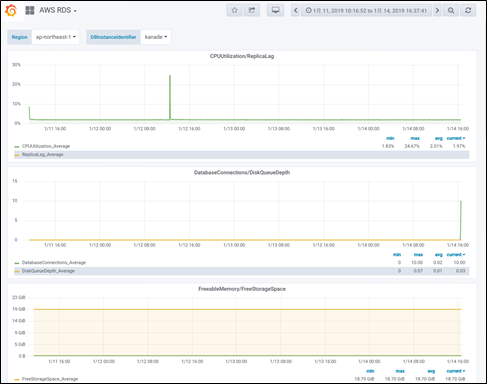 AWS RDS
1月 11, 2019 10:16:52 to 1月 14, 2019 16:37:41
Region ap-northeast-1 DBInstanceIdentifier kanade
CPUUtilization/ReplicaLag
30%
20%
10%
0%
1/11 16:00 1/12 00:00 1/12 08:00 1/12 16:00 1/13 00:00 1/13 08:00 1/13 16:00 1/14 00:00 1/14 08:00 1/14 16:00
min max avg current
CPUUtilization_Average 1.83% 24.67% 2.01% 1.97%
ReplicaLag_Average
DatabaseConnections/DiskQueueDepth
15
10
5
0
1/11 16:00 1/12 00:00 1/12 08:00 1/12 16:00 1/13 00:00 1/13 08:00 1/13 16:00 1/14 00:00 1/14 08:00 1/14 16:00
min max avg current
DatabaseConnections_Average 0 10.00 0.02 10.00
DiskQueueDepth_Average 0 0.07 0.01 0.03
FreeableMemory/FreeStorageSpace
23 GiB
19 GiB
14 GiB
9 GiB
5 GiB
0 B
1/11 16:00 1/12 00:00 1/12 08:00 1/12 16:00 1/13 00:00 1/13 08:00 1/13 16:00 1/14 00:00 1/14 08:00 1/14 16:00
min max avg current
FreeStorageSpace_Average 18.70 GiB 18.70 GiB 18.70 GiB 18.70 GiB